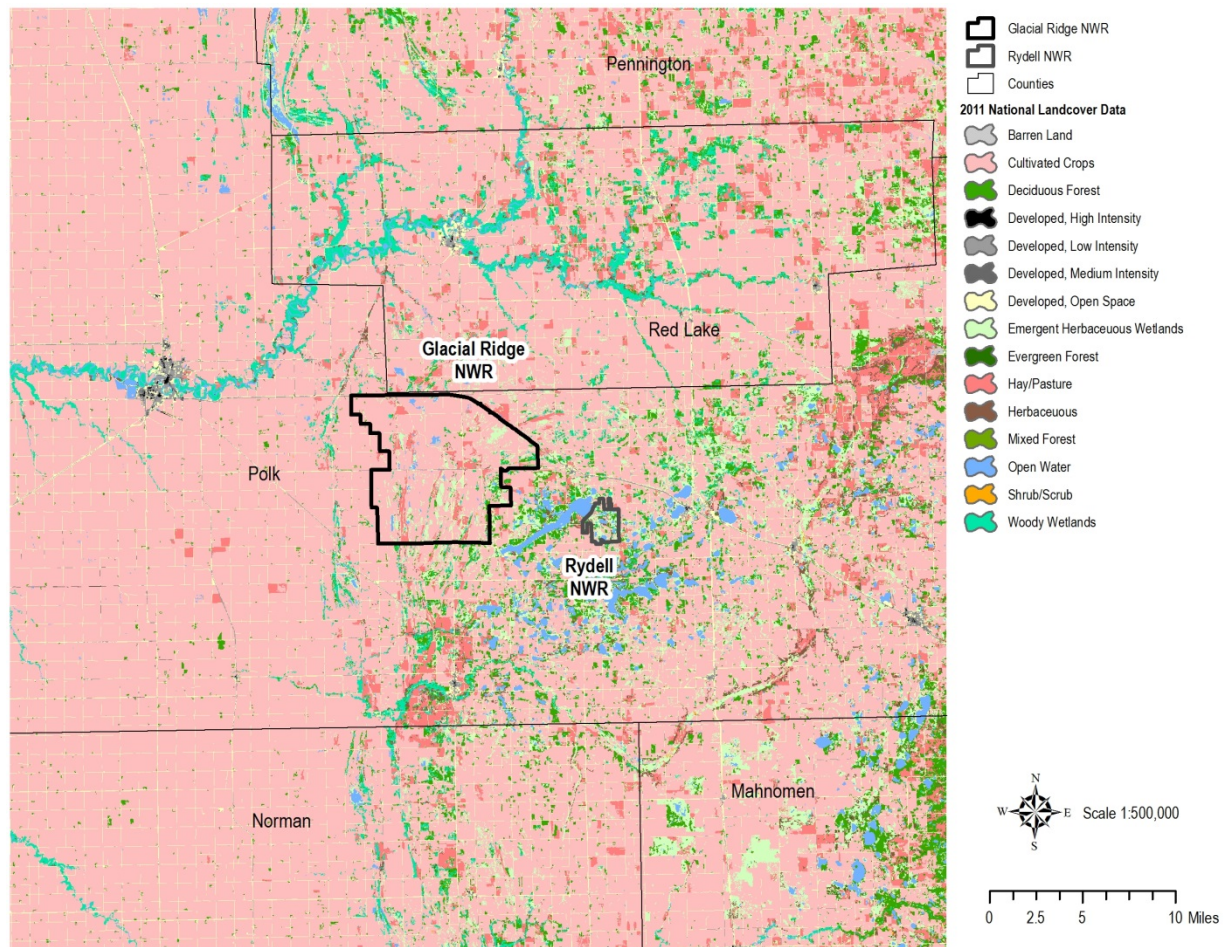 Pennington
Red Lake
Glacial Ridge
NWR
Polk
Rydell
NWR
Mahnomen
Norman
Glacial Ridge NWR
Rydell NWR
Counties
2011 National Landcover Data
Barren Land
Cultivated Crops
Deciduous Forest
Developed, High Intensity
Developed, Low Intensity
Developed, Medium Intensity
Developed, Open Space
Emergent Herbaceuous Wetlands
Evergreen Forest
Hay/Pasture
Herbaceuous
Mixed Forest
Open Water
Shrub/Scrub
Woody Wetlands
N
W E Scale 1:500,000
S
0 2.5 5 10 Miles